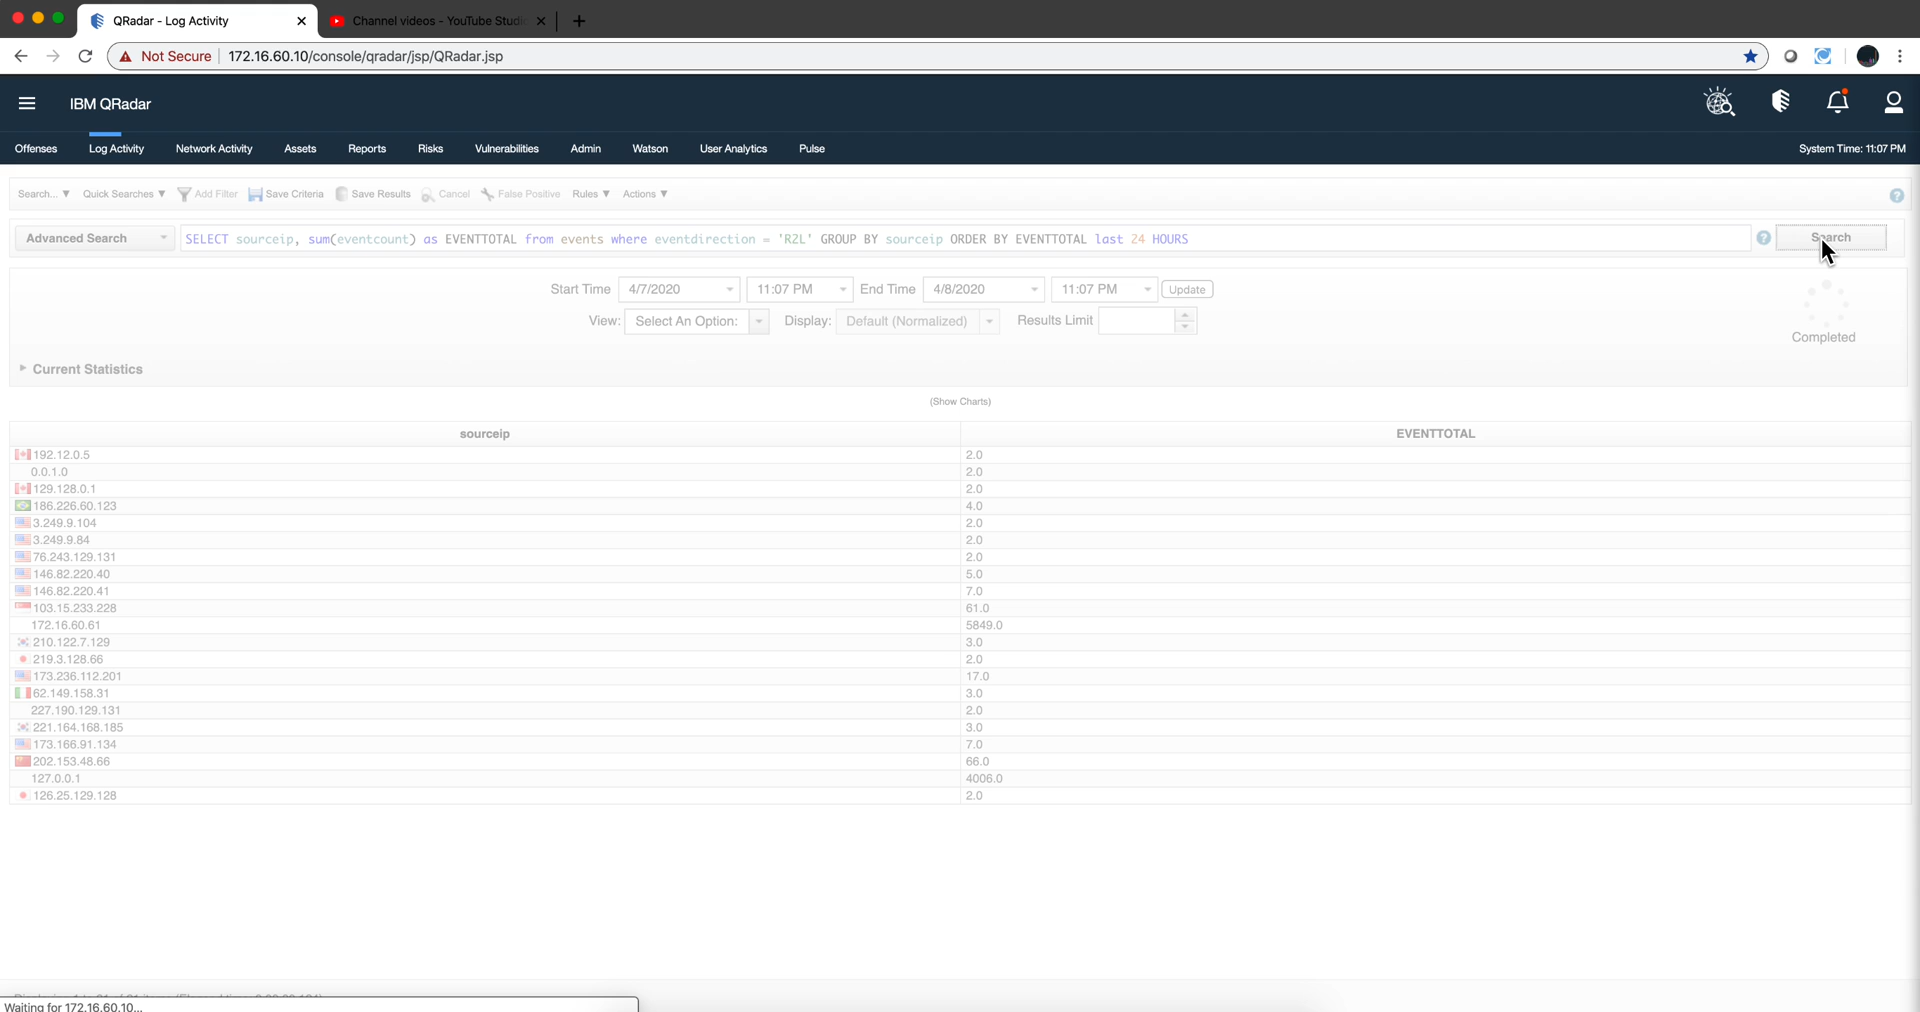 QRadar - Log Activity
Channel videos - YouTube Studi
Not Secure 172.16.60.10/console/qradar/jsp/QRadar.jsp
IBM QRadar
Offenses Log Activity Network Activity Assets Reports Risks Vulnerabilities Admin Watson User Analytics Pulse System Time: 11:07 PM
Search... ▼ Quick Searches ▼ Add Filter Save Criteria Save Results Cancel False Positive Rules ▼ Actions ▼ ?
Advanced Search SELECT sourceip, sum(eventcount) as EVENTTOTAL from events where eventdirection = 'R2L' GROUP BY sourceip ORDER BY EVENTTOTAL last 24 HOURS ? Search
Start Time 4/7/2020 11:07 PM End Time 4/8/2020 11:07 PM Update
View: Select An Option: Display: Default (Normalized) Results Limit
Completed
Current Statistics
(Show Charts)
sourceip EVENTTOTAL
192.12.0.5 2.0
0.0.1.0 2.0
129.128.0.1 2.0
186.226.60.123 4.0
3.249.9.104 2.0
3.249.9.84 2.0
76.243.129.131 2.0
146.82.220.40 5.0
146.82.220.41 7.0
103.15.233.228 61.0
172.16.60.61 5849.0
210.122.7.129 3.0
219.3.128.66 2.0
173.236.112.201 17.0
62.149.158.31 3.0
227.190.129.131 2.0
221.164.168.185 3.0
173.166.91.134 7.0
202.153.48.66 66.0
127.0.0.1 4006.0
126.25.129.128 2.0
Waiting for 172.16.60.10...